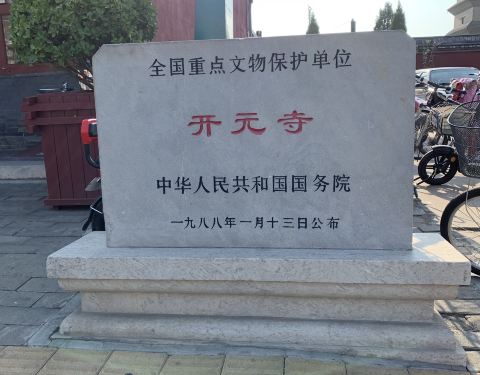 全国重点文物保护单位
开元寺
中华人民共和国国务院
一九八八年一月十三日公布